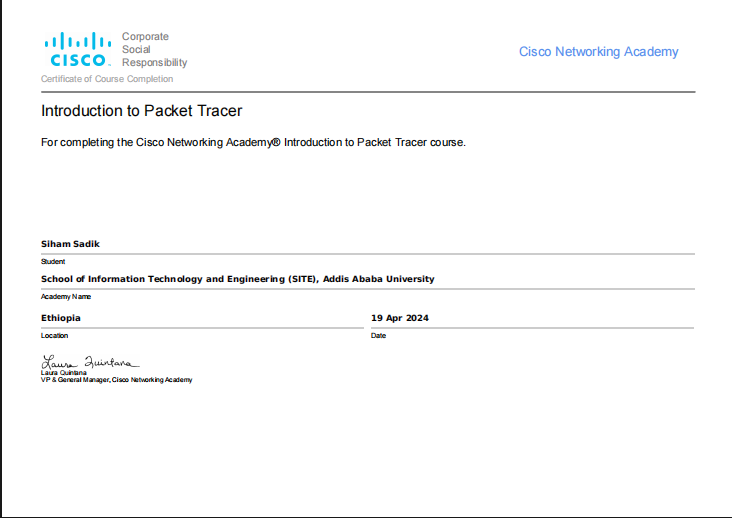 CISCO
Corporate
Social
Responsibility
Cisco Networking Academy
Certificate of Course Completion
Introduction to Packet Tracer
For completing the Cisco Networking Academy® Introduction to Packet Tracer course.
Siham Sadik
Student
School of Information Technology and Engineering (SITE), Addis Ababa University
Academy Name
Ethiopia
19 Apr 2024
Location
Date
Laura Quintana
Laura Quintana
VP & General Manager, Cisco Networking Academy